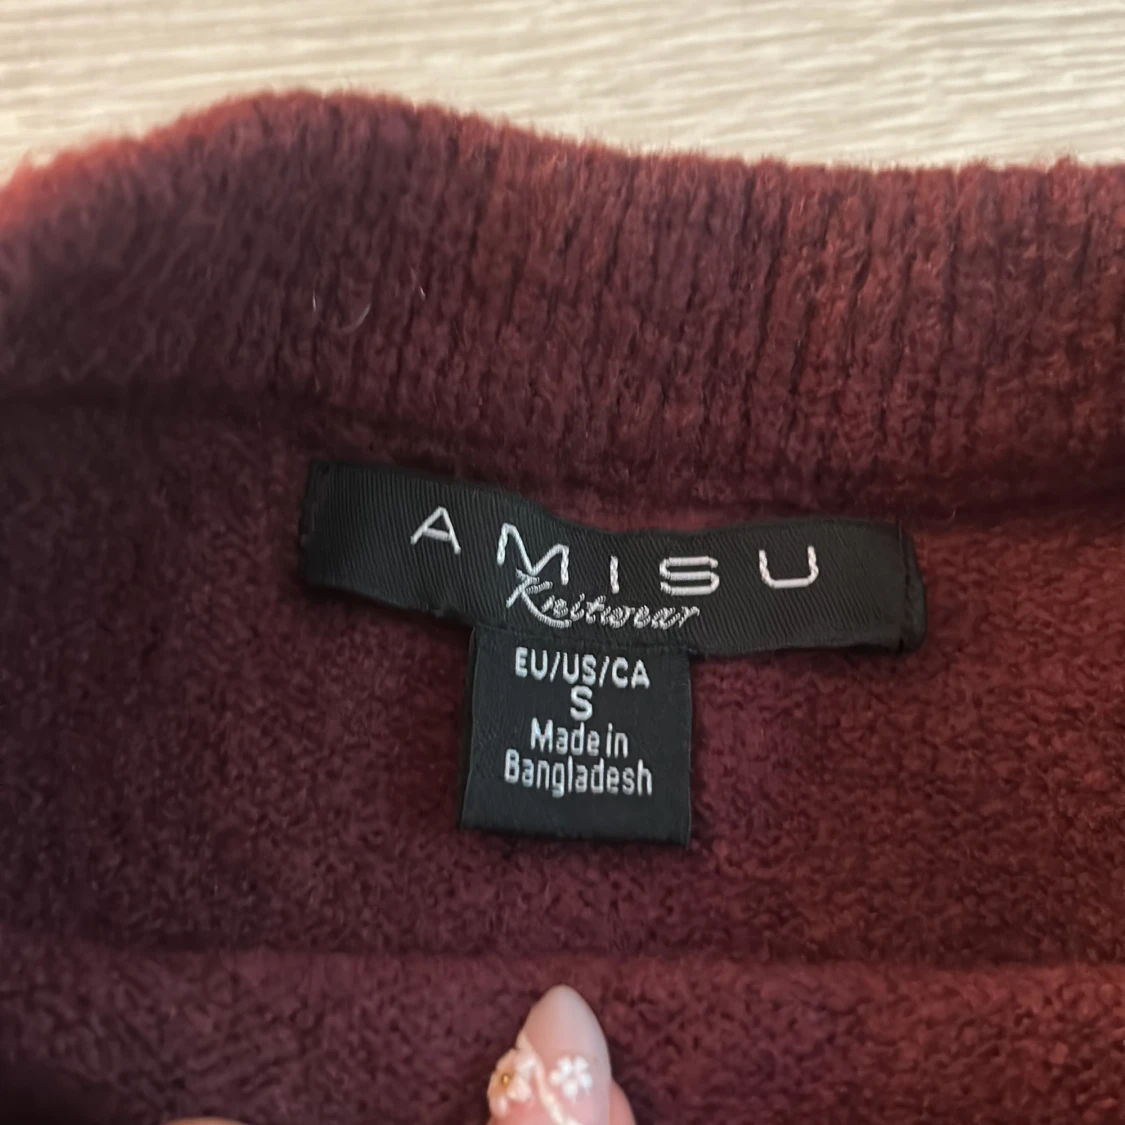 AMISU
Knitwear
EU/US/CA
S
Made in
Bangladesh